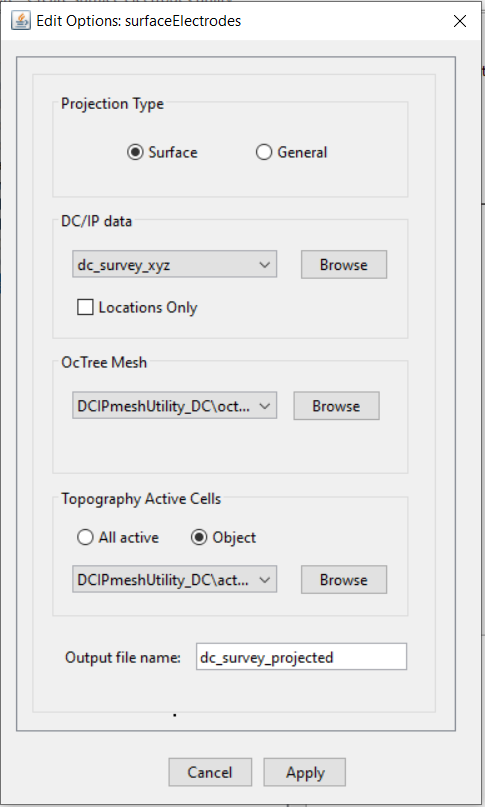 Edit Options: surfaceElectrodes
Projection Type
Surface General
DC/IP data
dc_survey_xyz Browse
Locations Only
OcTree Mesh
DCIPmeshUtility_DC\oct... Browse
Topography Active Cells
All active Object
DCIPmeshUtility_DC\act... Browse
Output file name: dc_survey_projected
Cancel Apply